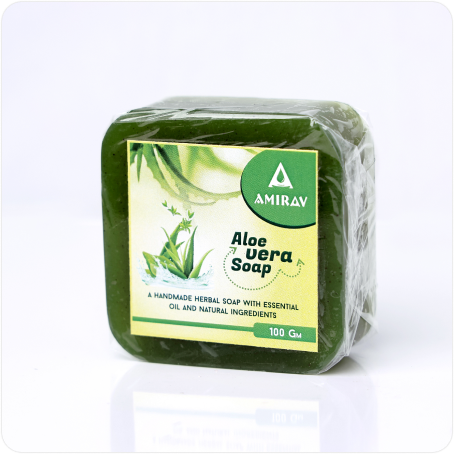 AMIRAV
Aloe
vera
Soap
A HANDMADE HERBAL SOAP WITH ESSENTIAL
OIL AND NATURAL INGREDIENTS
100 GM